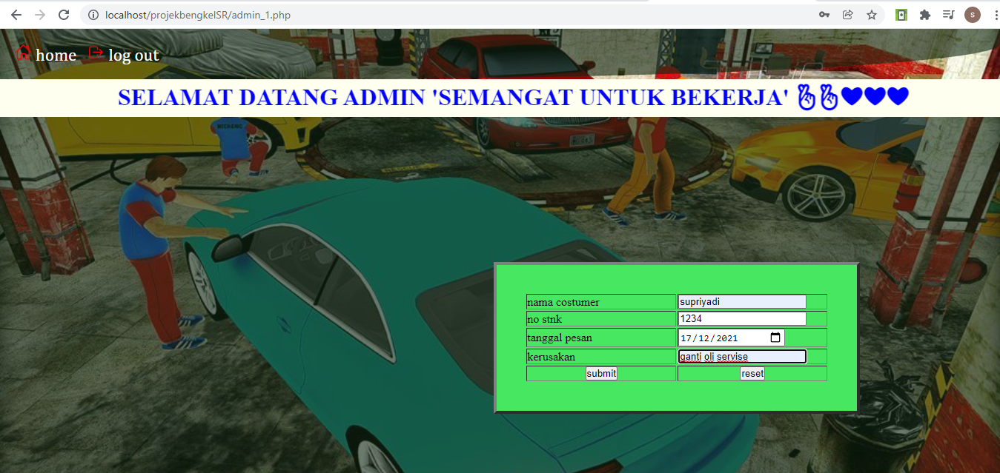 localhost/projekbengkelSR/admin_1.php
S
home log out
SELAMAT DATANG ADMIN 'SEMANGAT UNTUK BEKERJA'
MECHENIC
nama costumer supriyadi
no stnk 1234
tanggal pesan 17/12/2021
kerusakan ganti oli servise
submit reset